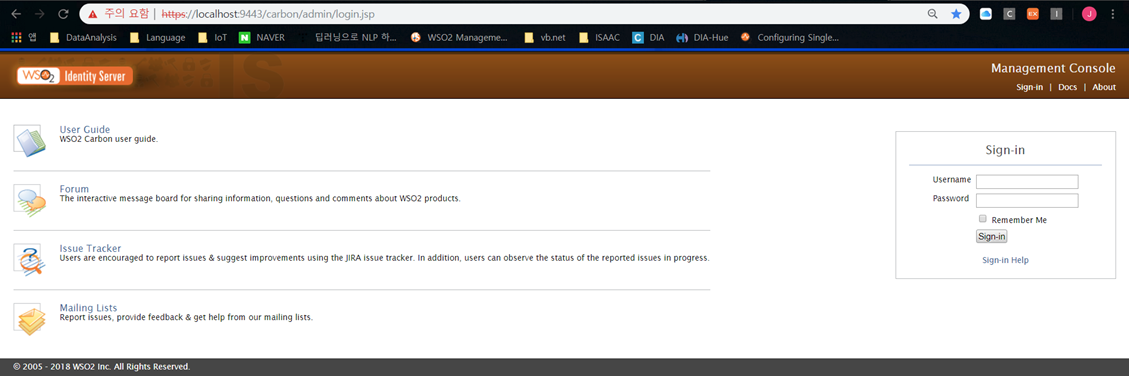 주의 요함 https://localhost:9443/carbon/admin/login.jsp
J
앱 DataAnalysis Language IoT NAVER 딥러닝으로 NLP 하... WSO2 Manageme... vb.net ISAAC DIA DIA-Hue Configuring Single...
WSO2 Identity Server
IS
Management Console
Sign-in | Docs | About
User Guide
WSO2 Carbon user guide.
Forum
The interactive message board for sharing information, questions and comments about WSO2 products.
Issue Tracker
Users are encouraged to report issues & suggest improvements using the JIRA issue tracker. In addition, users can observe the status of the reported issues in progress.
Mailing Lists
Report issues, provide feedback & get help from our mailing lists.
Sign-in
Username
Password
Remember Me
Sign-in
Sign-in Help
© 2005 - 2018 WSO2 Inc. All Rights Reserved.